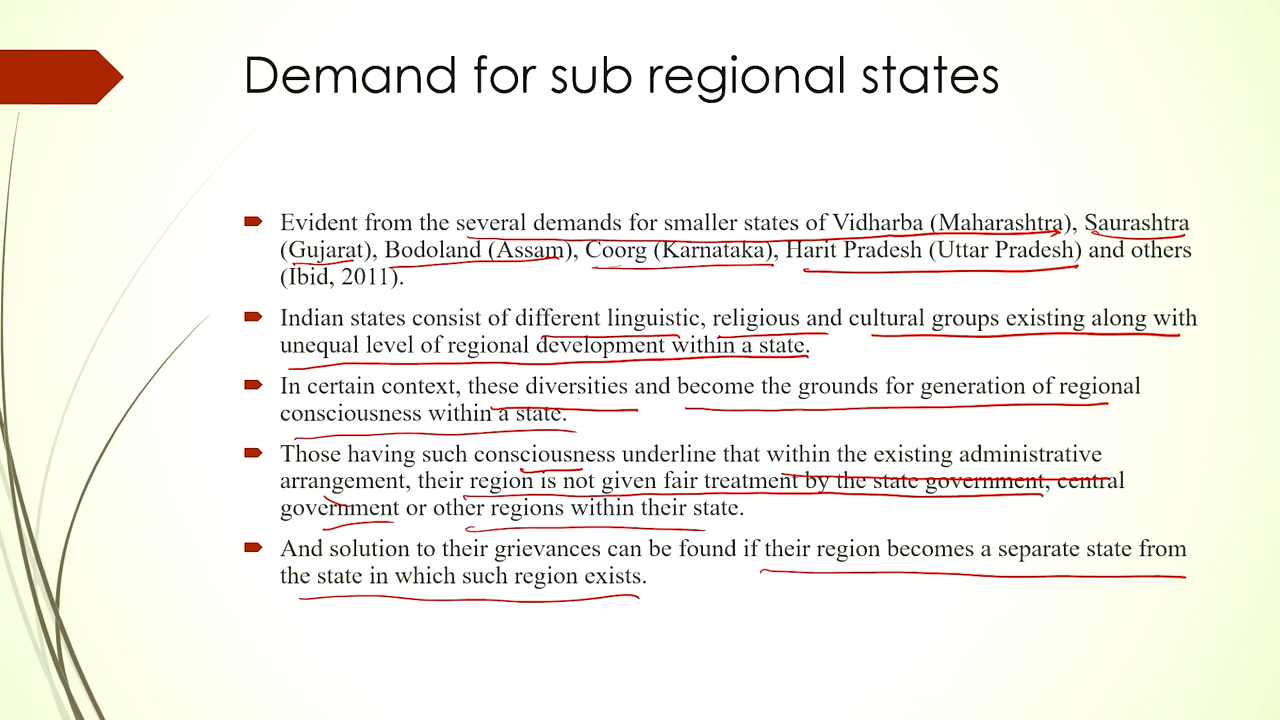 Demand for sub regional states
Evident from the several demands for smaller states of Vidharba (Maharashtra), Saurashtra
(Gujarat), Bodoland (Assam), Coorg (Karnataka), Harit Pradesh (Uttar Pradesh) and others
(Ibid, 2011).
Indian states consist of different linguistic, religious and cultural groups existing along with
unequal level of regional development within a state.
In certain context, these diversities and become the grounds for generation of regional
consciousness within a state.
Those having such consciousness underline that within the existing administrative
arrangement, their region is not given fair treatment by the state government, central
government or other regions within their state.
And solution to their grievances can be found if their region becomes a separate state from
the state in which such region exists.